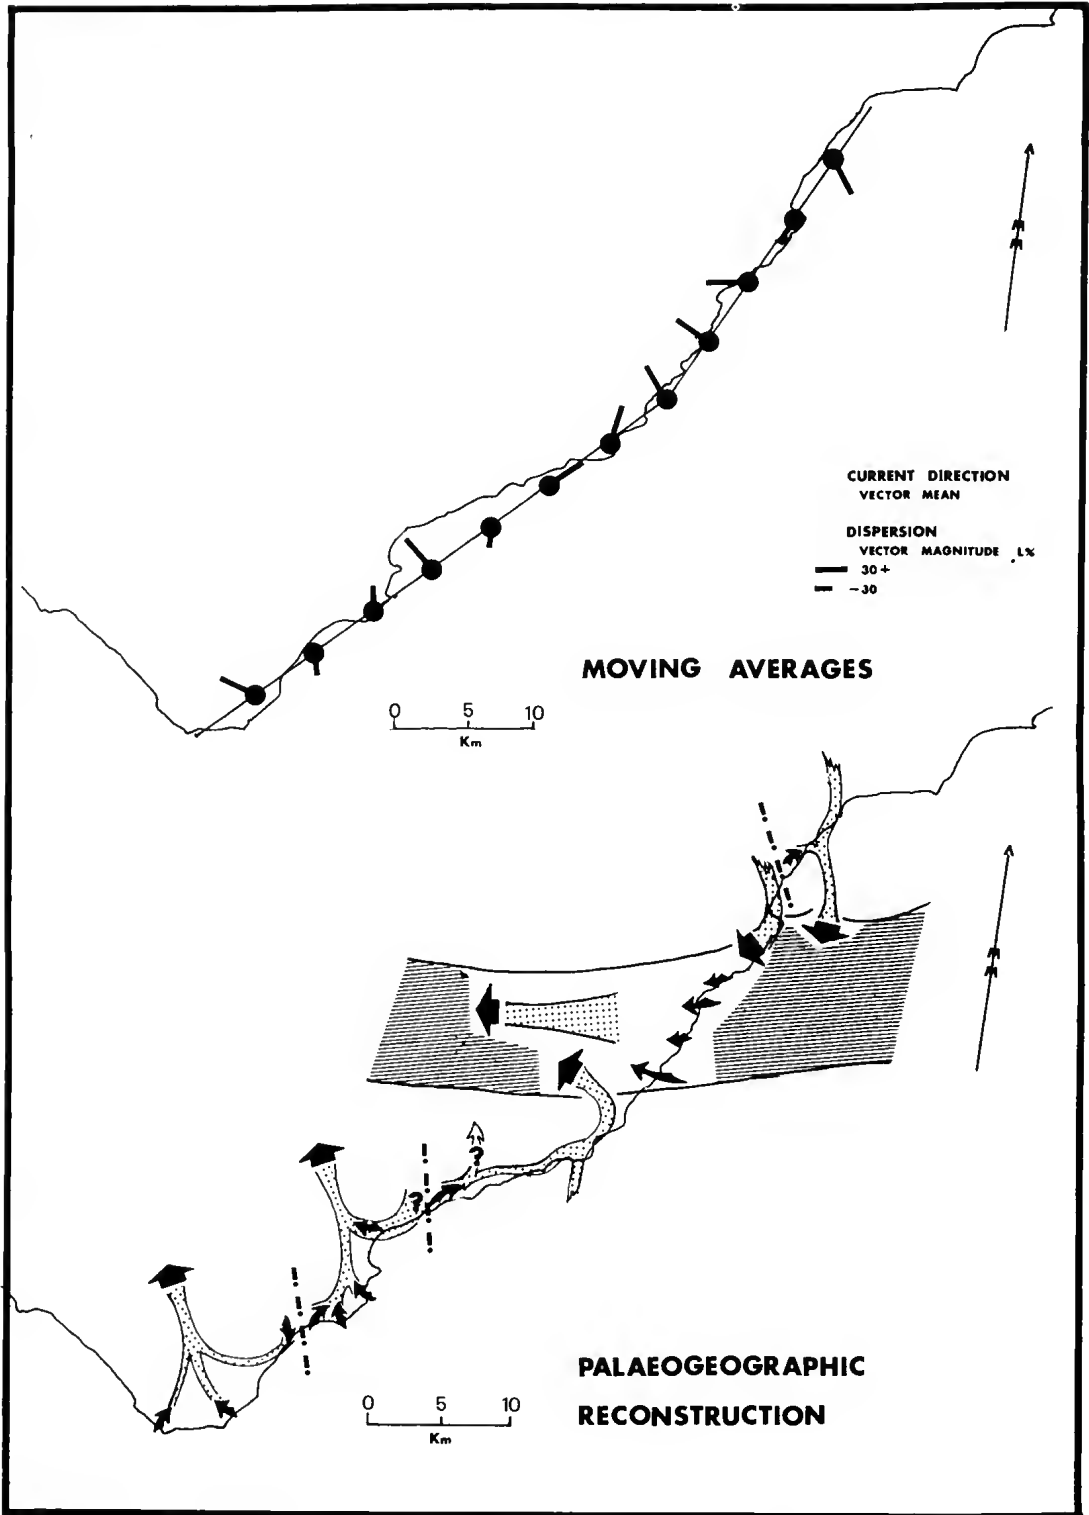 CURRENT DIRECTION
VECTOR MEAN
DISPERSION
VECTOR MAGNITUDE L%
30+
-30
MOVING AVERAGES
0 5 10
Km
?
?
PALAEOGEOGRAPHIC
RECONSTRUCTION
0 5 10
Km